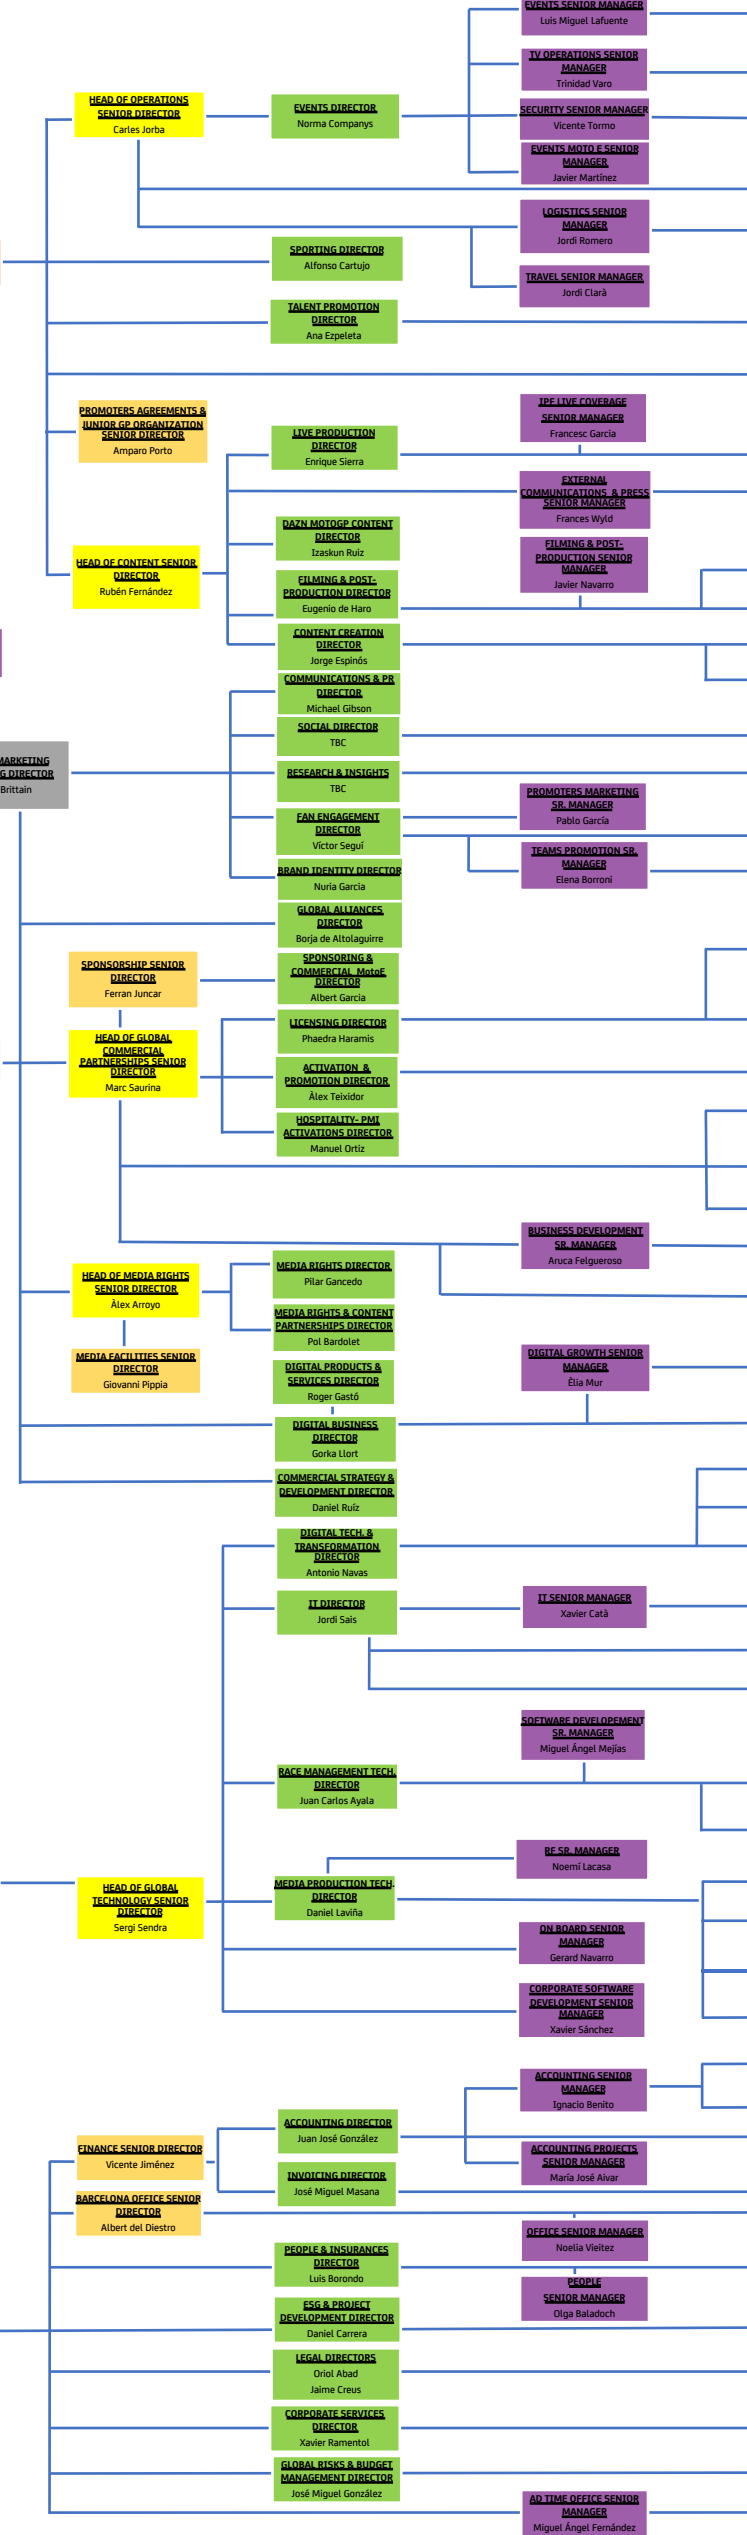 EVENTS SENIOR MANAGER
Luis Miguel Lafuente
TV OPERATIONS SENIOR
MANAGER
Trinidad Varo
HEAD OF OPERATIONS
SENIOR DIRECTOR
Carles Jorba
EVENTS DIRECTOR
Norma Companys
SECURITY SENIOR MANAGER
Vicente Tormo
EVENTS MOTO E SENIOR
MANAGER
Javier Martínez
LOGISTICS SENIOR
MANAGER
Jordi Romero
SPORTING DIRECTOR
Alfonso Cartujo
TRAVEL SENIOR MANAGER
Jordi Clarà
TALENT PROMOTION
DIRECTOR
Ana Ezpeleta
PROMOTERS AGREEMENTS &
JUNIOR GP ORGANIZATION
SENIOR DIRECTOR
Amparo Porto
IPF LIVE COVERAGE
SENIOR MANAGER
Francesc Garcia
LIVE PRODUCTION
DIRECTOR
Enrique Sierra
EXTERNAL
COMMUNICATIONS & PRESS
SENIOR MANAGER
Frances Wyld
DAZN MOTOGP CONTENT
DIRECTOR
Izaskun Ruiz
FILMING & POST-
PRODUCTION SENIOR
MANAGER
Javier Navarro
HEAD OF CONTENT SENIOR
DIRECTOR
Rubén Fernández
FILMING & POST-
PRODUCTION DIRECTOR
Eugenio de Haro
CONTENT CREATION
DIRECTOR
Jorge Espinós
COMMUNICATIONS & PR
DIRECTOR
Michael Gibson
SOCIAL DIRECTOR
TBC
MARKETING
G DIRECTOR
Brittain
RESEARCH & INSIGHTS
TBC
PROMOTERS MARKETING
SR. MANAGER
Pablo García
FAN ENGAGEMENT
DIRECTOR
Víctor Seguí
TEAMS PROMOTION SR.
MANAGER
Elena Borroni
BRAND IDENTITY DIRECTOR
Nuria Garcia
GLOBAL ALLIANCES
DIRECTOR
Borja de Altolaguirre
SPONSORSHIP SENIOR
DIRECTOR
Ferran Juncar
SPONSORING &
COMMERCIAL MotoE
DIRECTOR
Albert Garcia
HEAD OF GLOBAL
COMMERCIAL
PARTNERSHIPS SENIOR
DIRECTOR
Marc Saurina
LICENSING DIRECTOR
Phaedra Haramis
ACTIVATION &
PROMOTION DIRECTOR
Àlex Teixidor
HOSPITALITY- PMI
ACTIVATIONS DIRECTOR
Manuel Ortiz
BUSINESS DEVELOPMENT
SR. MANAGER
Aruca Felgueroso
HEAD OF MEDIA RIGHTS
SENIOR DIRECTOR
Àlex Arroyo
MEDIA RIGHTS DIRECTOR
Pilar Gancedo
MEDIA RIGHTS & CONTENT
PARTNERSHIPS DIRECTOR
Pol Bardolet
MEDIA FACILITIES SENIOR
DIRECTOR
Giovanni Pippia
DIGITAL PRODUCTS &
SERVICES DIRECTOR
Roger Gastó
DIGITAL GROWTH SENIOR
MANAGER
Èlia Mur
DIGITAL BUSINESS
DIRECTOR
Gorka Llort
COMMERCIAL STRATEGY &
DEVELOPMENT DIRECTOR
Daniel Ruíz
DIGITAL TECH. &
TRANSFORMATION
DIRECTOR
Antonio Navas
IT DIRECTOR
Jordi Sais
IT SENIOR MANAGER
Xavier Catà
SOFTWARE DEVELOPEMENT
SR. MANAGER
Miguel Ángel Mejías
RACE MANAGEMENT TECH.
DIRECTOR
Juan Carlos Ayala
RF SR. MANAGER
Noemí Lacasa
HEAD OF GLOBAL
TECHNOLOGY SENIOR
DIRECTOR
Sergi Sendra
MEDIA PRODUCTION TECH.
DIRECTOR
Daniel Laviña
ON BOARD SENIOR
MANAGER
Gerard Navarro
CORPORATE SOFTWARE
DEVELOPMENT SENIOR
MANAGER
Xavier Sánchez
ACCOUNTING SENIOR
MANAGER
Ignacio Benito
ACCOUNTING DIRECTOR
Juan José González
FINANCE SENIOR DIRECTOR
Vicente Jiménez
ACCOUNTING PROJECTS
SENIOR MANAGER
María José Aivar
INVOICING DIRECTOR
José Miguel Masana
BARCELONA OFFICE SENIOR
DIRECTOR
Albert del Diestro
OFFICE SENIOR MANAGER
Noelia Vieitez
PEOPLE & INSURANCES
DIRECTOR
Luis Borondo
PEOPLE
SENIOR MANAGER
Olga Baladoch
ESG & PROJECT
DEVELOPMENT DIRECTOR
Daniel Carrera
LEGAL DIRECTORS
Oriol Abad
Jaime Creus
CORPORATE SERVICES
DIRECTOR
Xavier Ramentol
GLOBAL RISKS & BUDGET
MANAGEMENT DIRECTOR
José Miguel González
AD TIME OFFICE SENIOR
MANAGER
Miguel Ángel Fernández